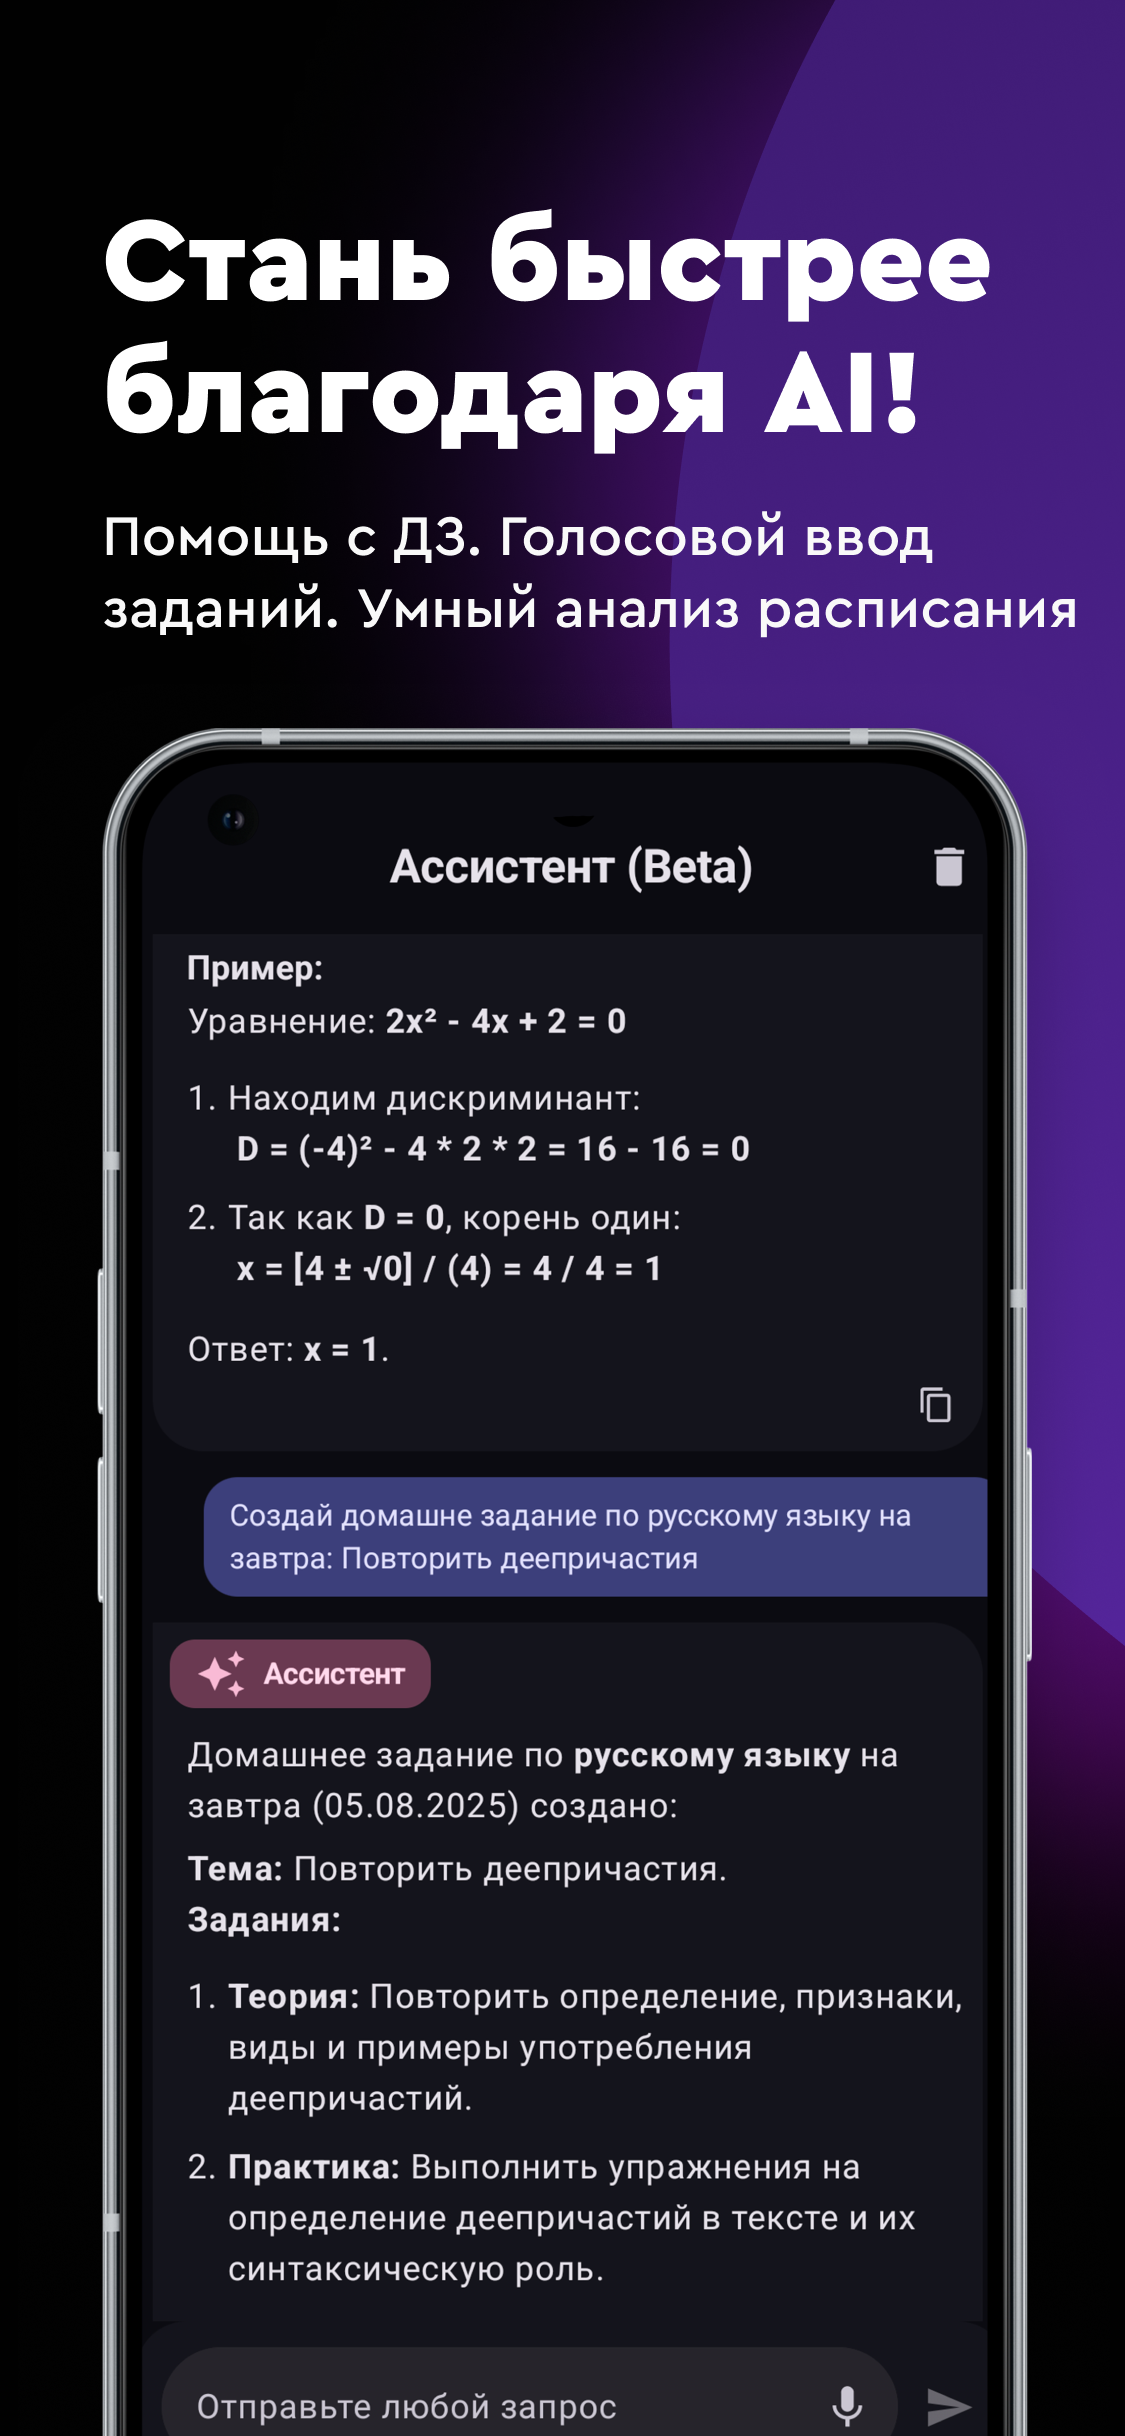 Стань быстрее
благодаря AI!
Помощь с ДЗ. Голосовой ввод
заданий. Умный анализ расписания
Ассистент (Beta)
Пример:
Уравнение: 2x² - 4x + 2 = 0
1. Находим дискриминант:
D = (-4)² - 4 * 2 * 2 = 16 - 16 = 0
2. Так как D = 0, корень один:
x = [4 ± √0] / (4) = 4 / 4 = 1
Ответ: x = 1.
Создай домашне задание по русскому языку на
завтра: Повторить деепричастия
Ассистент
Домашнее задание по русскому языку на
завтра (05.08.2025) создано:
Тема: Повторить деепричастия.
Задания:
1. Теория: Повторить определение, признаки,
виды и примеры употребления
деепричастий.
2. Практика: Выполнить упражнения на
определение деепричастий в тексте и их
синтаксическую роль.
Отправьте любой запрос